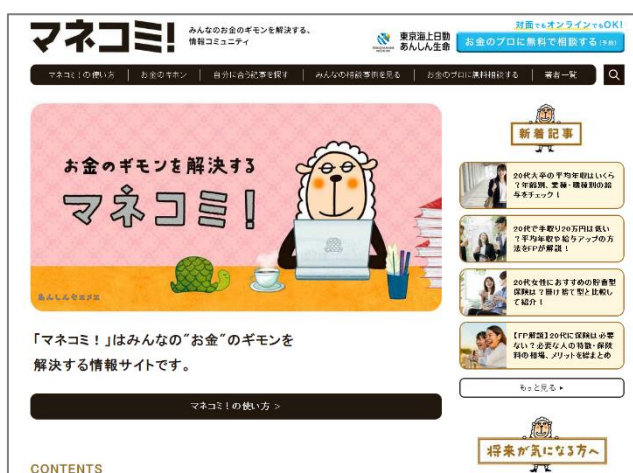 マネコミ!
みんなのお金のギモンを解決する、
情報コミュニティ
東京海上日動
あんしん生命
対面でもオンラインでもOK!
お金のプロに無料で相談する(予約)
マネコミ!の使い方
お金のキホン
自分に合う記事を探す
みんなの相談事例を見る
お金のプロに無料相談する
著者一覧
お金のギモンを解決する
マネコミ!
あんしんセエメエ
「マネコミ!」はみんなの"お金"のギモンを
解決する情報サイトです。
マネコミ!の使い方 >
CONTENTS
新着記事
20代大卒の平均年収はいくら
?年齢別、業種・職種別の給
与をチェック!
20代で手取り20万円は低い
?平均年収や給与アップの方
法をFPが解説!
20代女性におすすめの貯蓄型
保険は?掛け捨て型と比較し
て紹介!
【FP解説】20代に保険は必要
ない?必要な人の特徴・保険
料の相場、メリットを総まとめ
もっと見る
将来が気になる方へ